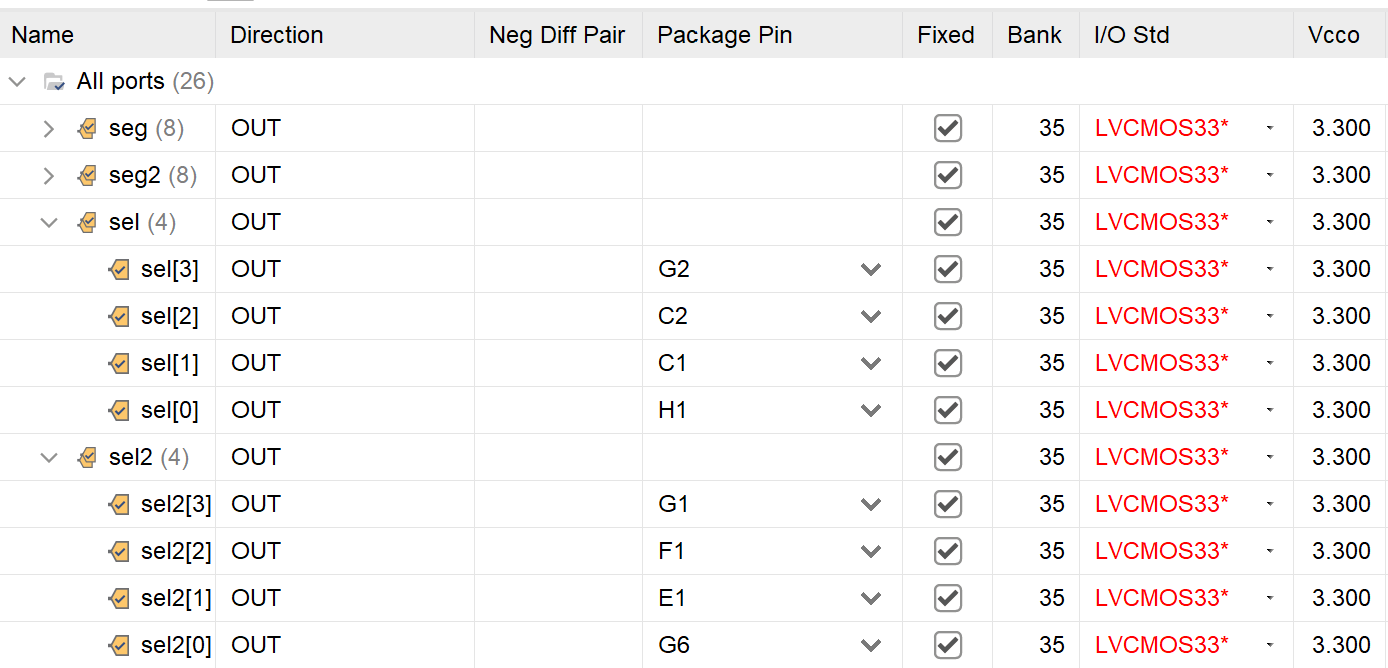 Name Direction Neg Diff Pair Package Pin Fixed Bank I/O Std Vcco
All ports (26)
seg (8) OUT 35 LVCMOS33* 3.300
seg2 (8) OUT 35 LVCMOS33* 3.300
sel (4) OUT 35 LVCMOS33* 3.300
sel[3] OUT G2 35 LVCMOS33* 3.300
sel[2] OUT C2 35 LVCMOS33* 3.300
sel[1] OUT C1 35 LVCMOS33* 3.300
sel[0] OUT H1 35 LVCMOS33* 3.300
sel2 (4) OUT 35 LVCMOS33* 3.300
sel2[3] OUT G1 35 LVCMOS33* 3.300
sel2[2] OUT F1 35 LVCMOS33* 3.300
sel2[1] OUT E1 35 LVCMOS33* 3.300
sel2[0] OUT G6 35 LVCMOS33* 3.300